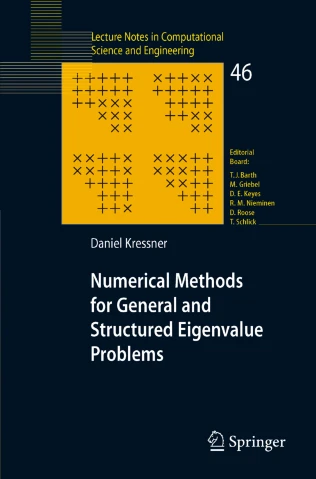 Lecture Notes in Computational
Science and Engineering
46
Editorial
Board:
T. J. Barth
M. Griebel
D. E. Keyes
R. M. Nieminen
D. Roose
T. Schlick
+++++ ×++××
+++++ ++×××
++××× ++××
×× ++×
×× ++
××++× ×××++
×++++ ××+++
++++ ××++
+++ +++
++× ++
Daniel Kressner
Numerical Methods
for General and
Structured Eigenvalue
Problems
Springer